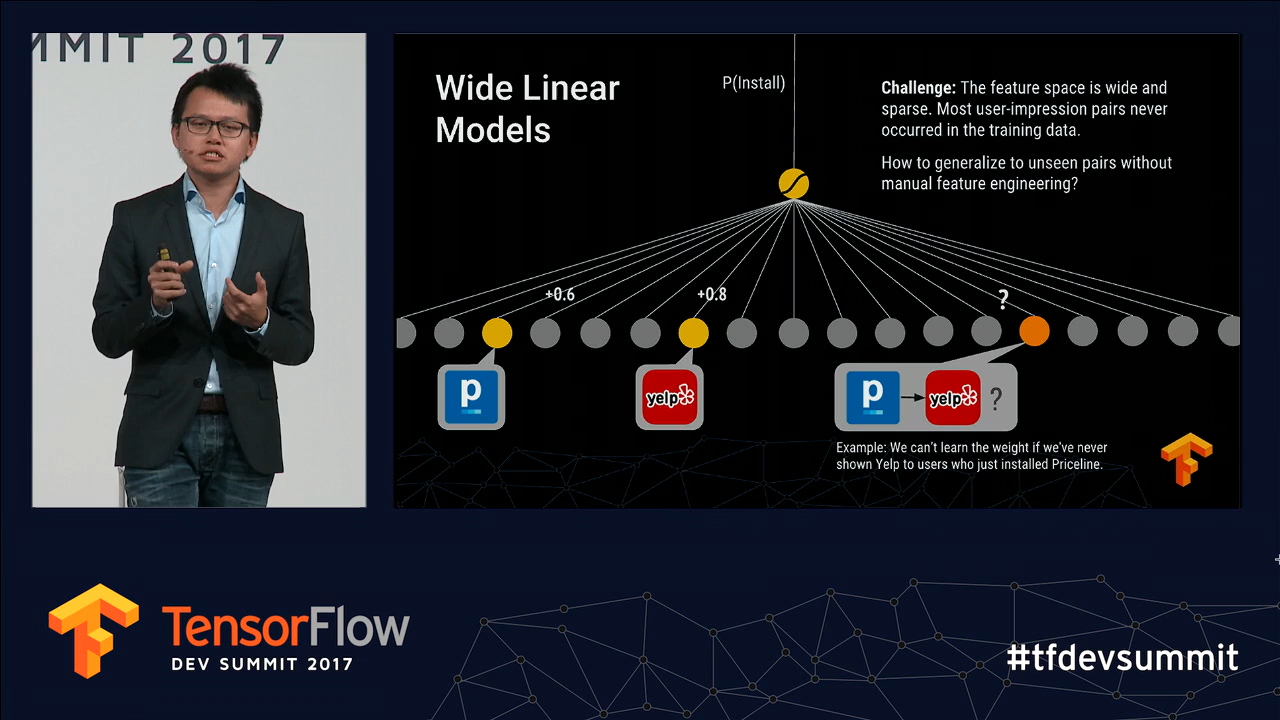 MMIT 2017
Wide Linear
Models
P(Install)
Challenge: The feature space is wide and
sparse. Most user-impression pairs never
occurred in the training data.
How to generalize to unseen pairs without
manual feature engineering?
+0.6
+0.8
?
p
yelp
p
yelp
?
Example: We can't learn the weight if we've never
shown Yelp to users who just installed Priceline.
TensorFlow
DEV SUMMIT 2017
#tfdevsummit